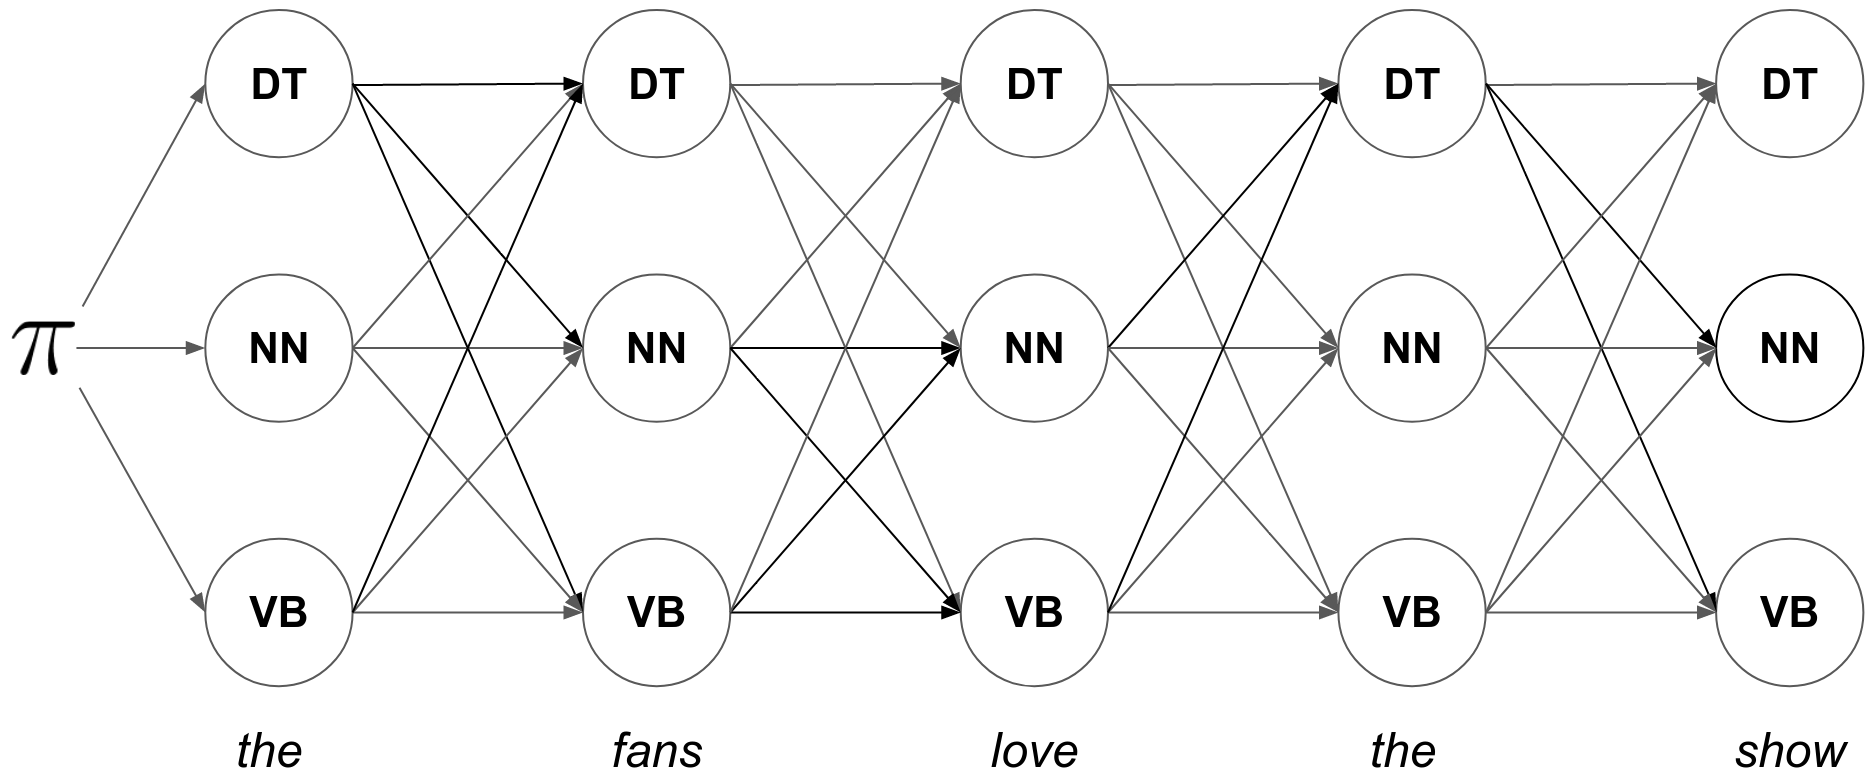 DT DT DT DT DT
π NN NN NN NN NN
VB VB VB VB VB
the fans love the show